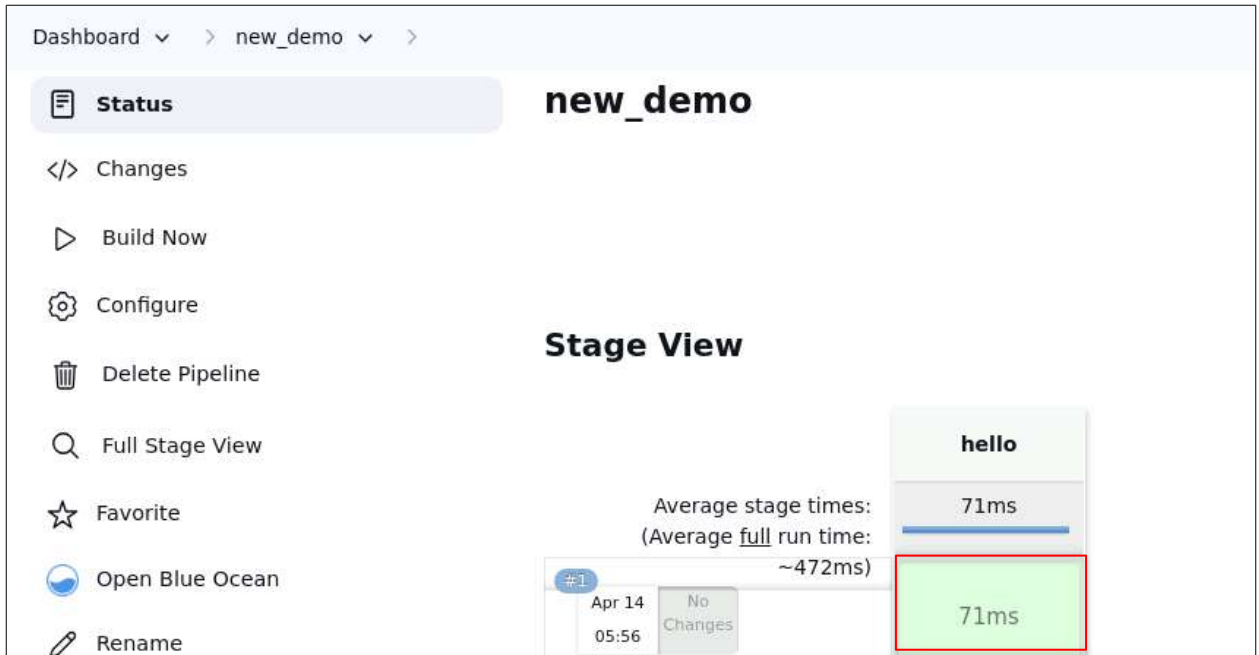 Dashboard new_demo
Status
Changes
Build Now
Configure
Delete Pipeline
Full Stage View
Favorite
Open Blue Ocean
Rename
new_demo
Stage View
hello
Average stage times:
(Average full run time:
~472ms)
71ms
#1
Apr 14
05:56
No
Changes
71ms